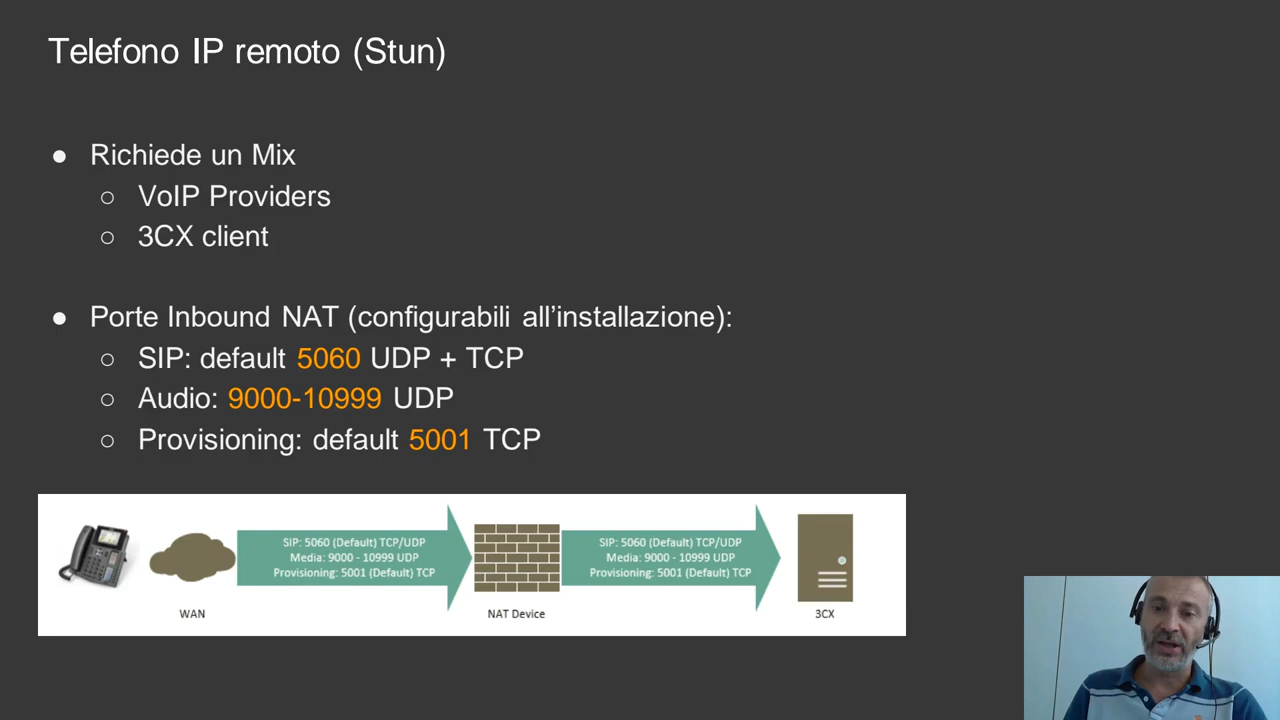 Telefono IP remoto (Stun)
● Richiede un Mix
○ VoIP Providers
○ 3CX client
● Porte Inbound NAT (configurabili all’installazione):
○ SIP: default 5060 UDP + TCP
○ Audio: 9000-10999 UDP
○ Provisioning: default 5001 TCP
SIP: 5060 (Default) TCP/UDP
Media: 9000 - 10999 UDP
Provisioning: 5001 (Default) TCP
SIP: 5060 (Default) TCP/UDP
Media: 9000 - 10999 UDP
Provisioning: 5001 (Default) TCP
WAN
NAT Device
3CX